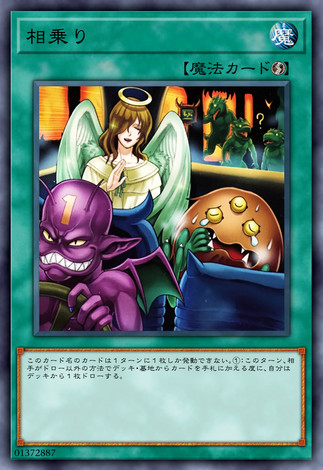 相乗り
魔
【魔法カード】
?
1
このカード名のカードは1ターンに1枚しか発動できない。①:このターン、相
手がドロー以外の方法でデッキ・墓地からカードを手札に加える度に、自分は
デッキから1枚ドローする。
01372887